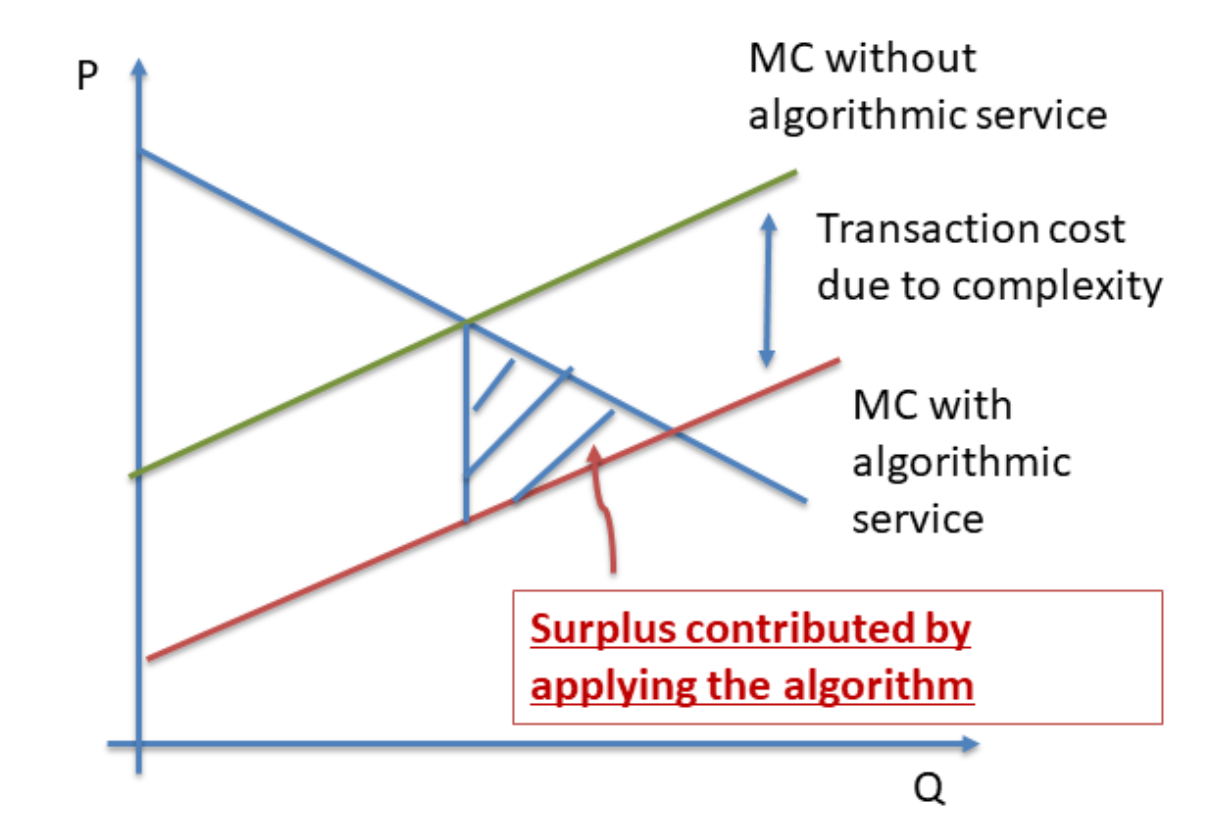 P
MC without
algorithmic service
Transaction cost
due to complexity
MC with
algorithmic
service
Surplus contributed by
applying the algorithm
Q